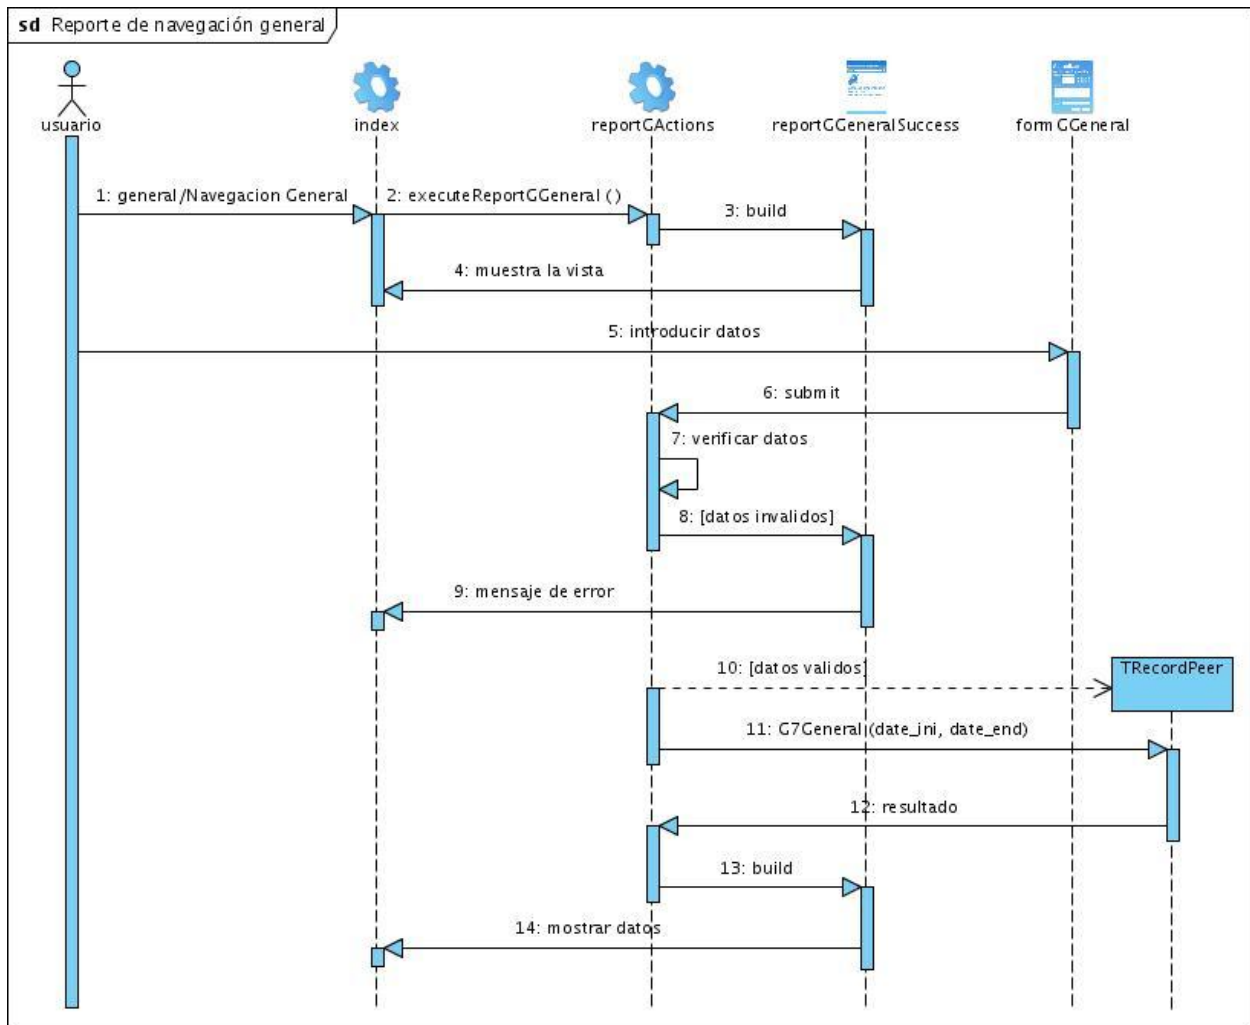 sd Reporte de navegación general
usuario
index
reportGActions
reportGGeneralSuccess
formGGeneral
1: general/Navegacion General
2: executeReportGGeneral ()
3: build
4: muestra la vista
5: introducir datos
6: submit
7: verificar datos
8: [datos invalidos]
9: mensaje de error
10: [datos validos]
TRecordPeer
11: G7General (date_ini, date_end)
12: resultado
13: build
14: mostrar datos